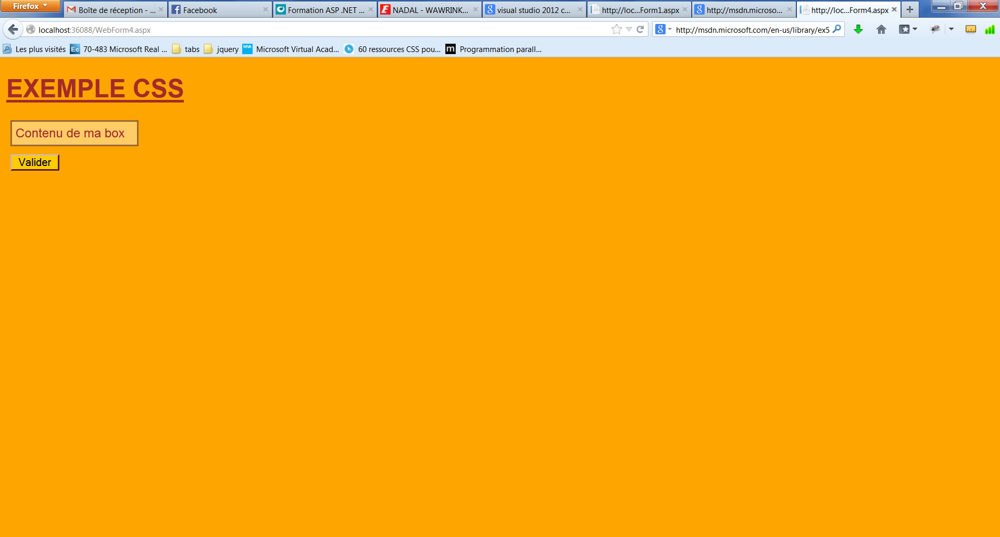 Firefox
Boîte de réception - ...
Facebook
Formation ASP .NET ...
NADAL - WAWRINK...
visual studio 2012 c...
http://loc...Form1.aspx
http://msdn.microso...
http://loc...Form4.aspx
localhost:36088/WebForm4.aspx
http://msdn.microsoft.com/en-us/library/ex5
Les plus visités
70-483 Microsoft Real ...
tabs
jquery
Microsoft Virtual Acad...
60 ressources CSS pou...
Programmation parall...
EXEMPLE CSS
Contenu de ma box
Valider